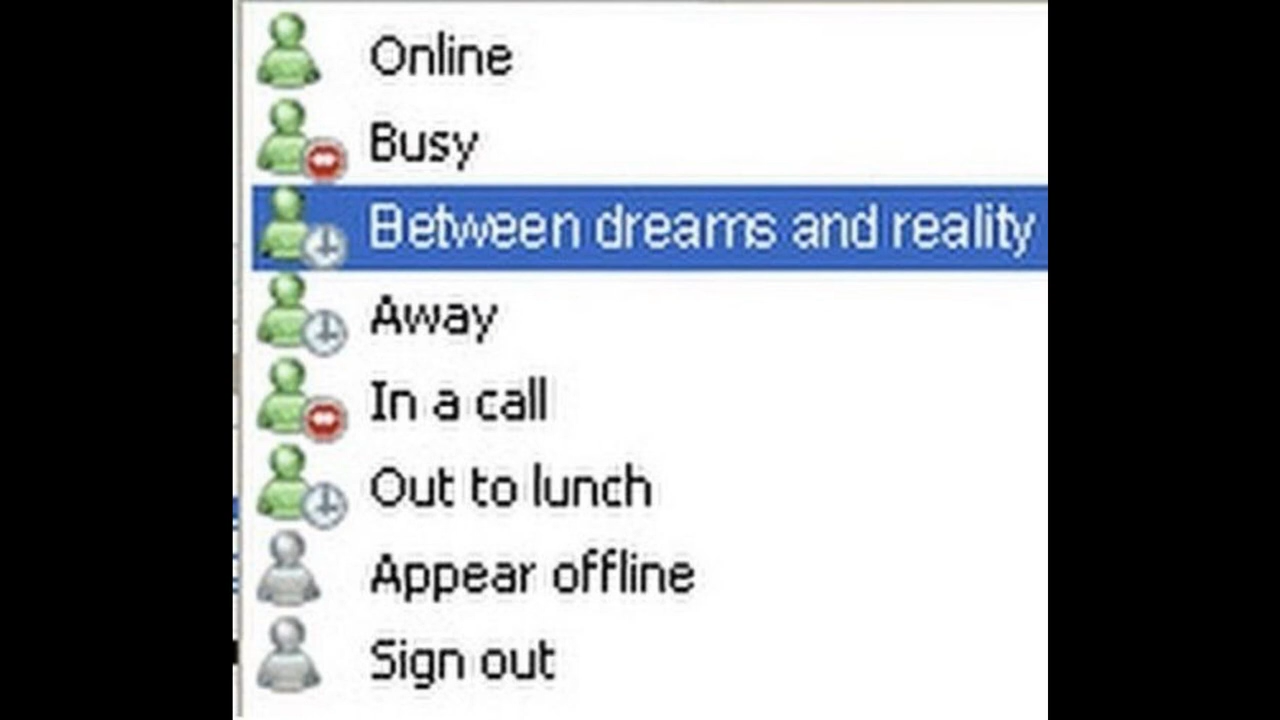 Online
Busy
Between dreams and reality
Away
In a call
Out to lunch
Appear offline
Sign out